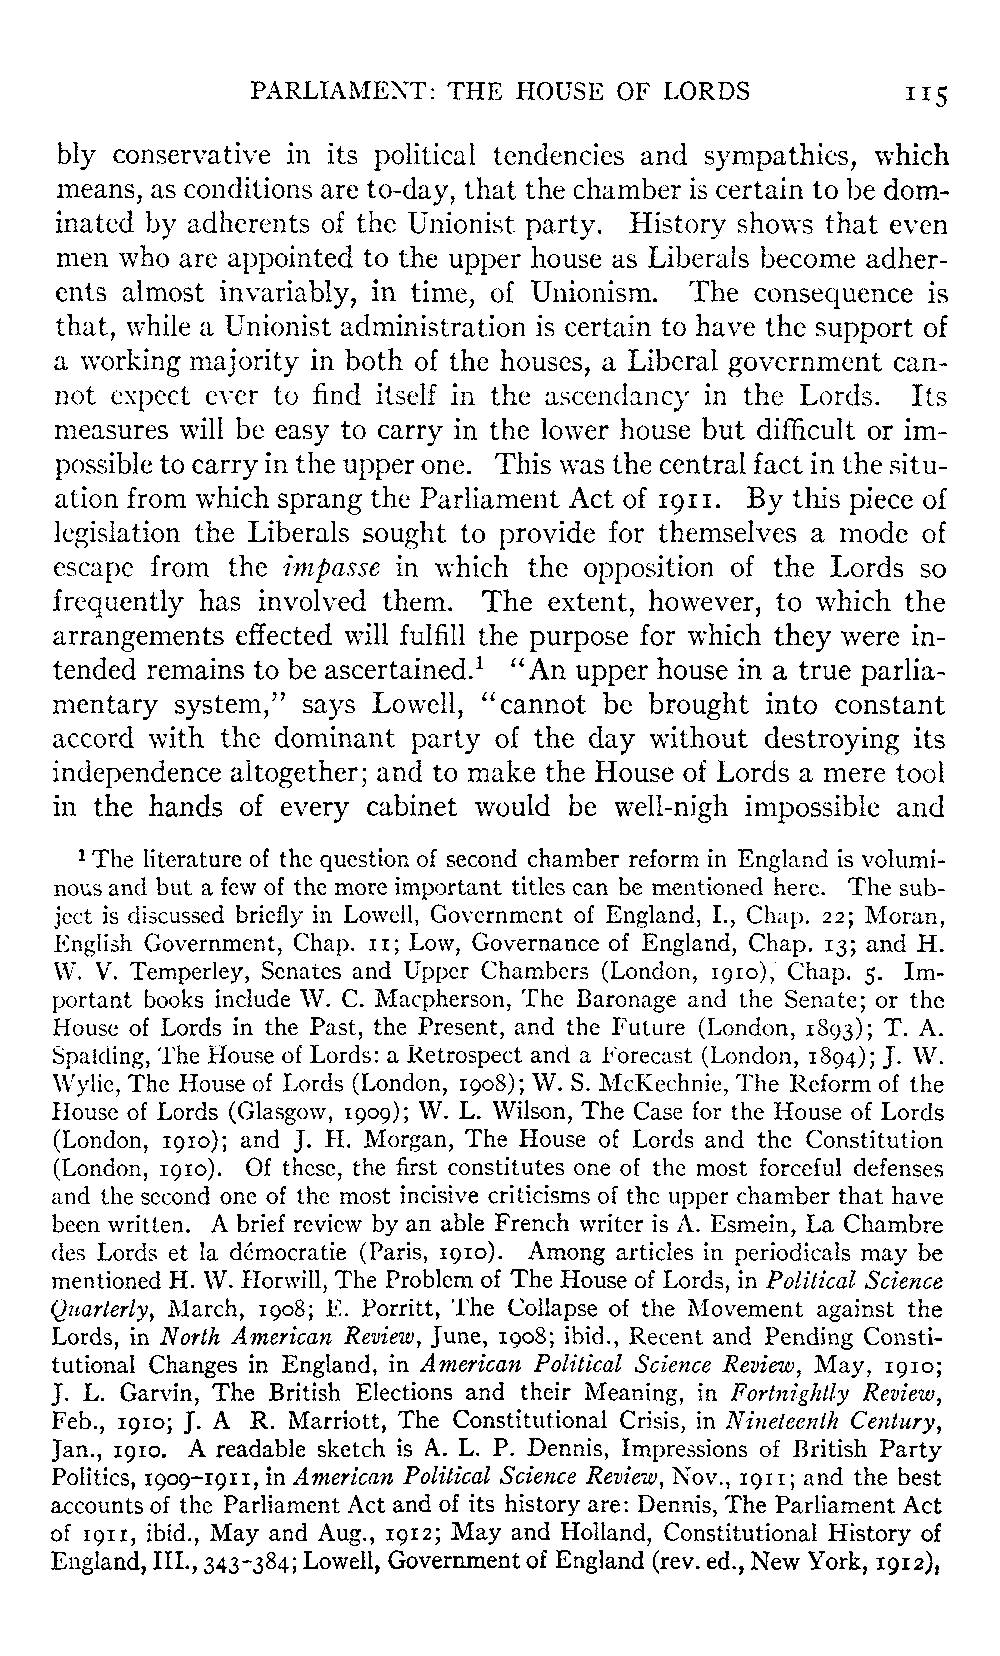 PARLIAMENT: THE HOUSE OF LORDS 115
bly conservative in its political tendencies and sympathies, which
means, as conditions are to-day, that the chamber is certain to be dom-
inated by adherents of the Unionist party. History shows that even
men who are appointed to the upper house as Liberals become adher-
ents almost invariably, in time, of Unionism. The consequence is
that, while a Unionist administration is certain to have the support of
a working majority in both of the houses, a Liberal government can-
not expect ever to find itself in the ascendancy in the Lords. Its
measures will be easy to carry in the lower house but difficult or im-
possible to carry in the upper one. This was the central fact in the situ-
ation from which sprang the Parliament Act of 1911. By this piece of
legislation the Liberals sought to provide for themselves a mode of
escape from the impasse in which the opposition of the Lords so
frequently has involved them. The extent, however, to which the
arrangements effected will fulfill the purpose for which they were in-
tended remains to be ascertained.¹ "An upper house in a true parlia-
mentary system," says Lowell, "cannot be brought into constant
accord with the dominant party of the day without destroying its
independence altogether; and to make the House of Lords a mere tool
in the hands of every cabinet would be well-nigh impossible and
¹ The literature of the question of second chamber reform in England is volumi-
nous and but a few of the more important titles can be mentioned here. The sub-
ject is discussed briefly in Lowell, Government of England, I., Chap. 22; Moran,
English Government, Chap. 11; Low, Governance of England, Chap. 13; and H.
W. V. Temperley, Senates and Upper Chambers (London, 1910), Chap. 5. Im-
portant books include W. C. Macpherson, The Baronage and the Senate; or the
House of Lords in the Past, the Present, and the Future (London, 1893); T. A.
Spalding, The House of Lords: a Retrospect and a Forecast (London, 1894); J. W.
Wylie, The House of Lords (London, 1908); W. S. McKechnie, The Reform of the
House of Lords (Glasgow, 1909); W. L. Wilson, The Case for the House of Lords
(London, 1910); and J. H. Morgan, The House of Lords and the Constitution
(London, 1910). Of these, the first constitutes one of the most forceful defenses
and the second one of the most incisive criticisms of the upper chamber that have
been written. A brief review by an able French writer is A. Esmein, La Chambre
des Lords et la démocratie (Paris, 1910). Among articles in periodicals may be
mentioned H. W. Horwill, The Problem of The House of Lords, in Political Science
Quarterly, March, 1908; E. Porritt, The Collapse of the Movement against the
Lords, in North American Review, June, 1908; ibid., Recent and Pending Consti-
tutional Changes in England, in American Political Science Review, May, 1910;
J. L. Garvin, The British Elections and their Meaning, in Fortnightly Review,
Feb., 1910; J. A R. Marriott, The Constitutional Crisis, in Nineteenth Century,
Jan., 1910. A readable sketch is A. L. P. Dennis, Impressions of British Party
Politics, 1909-1911, in American Political Science Review, Nov., 1911; and the best
accounts of the Parliament Act and of its history are: Dennis, The Parliament Act
of 1911, ibid., May and Aug., 1912; May and Holland, Constitutional History of
England, III., 343-384; Lowell, Government of England (rev. ed., New York, 1912),